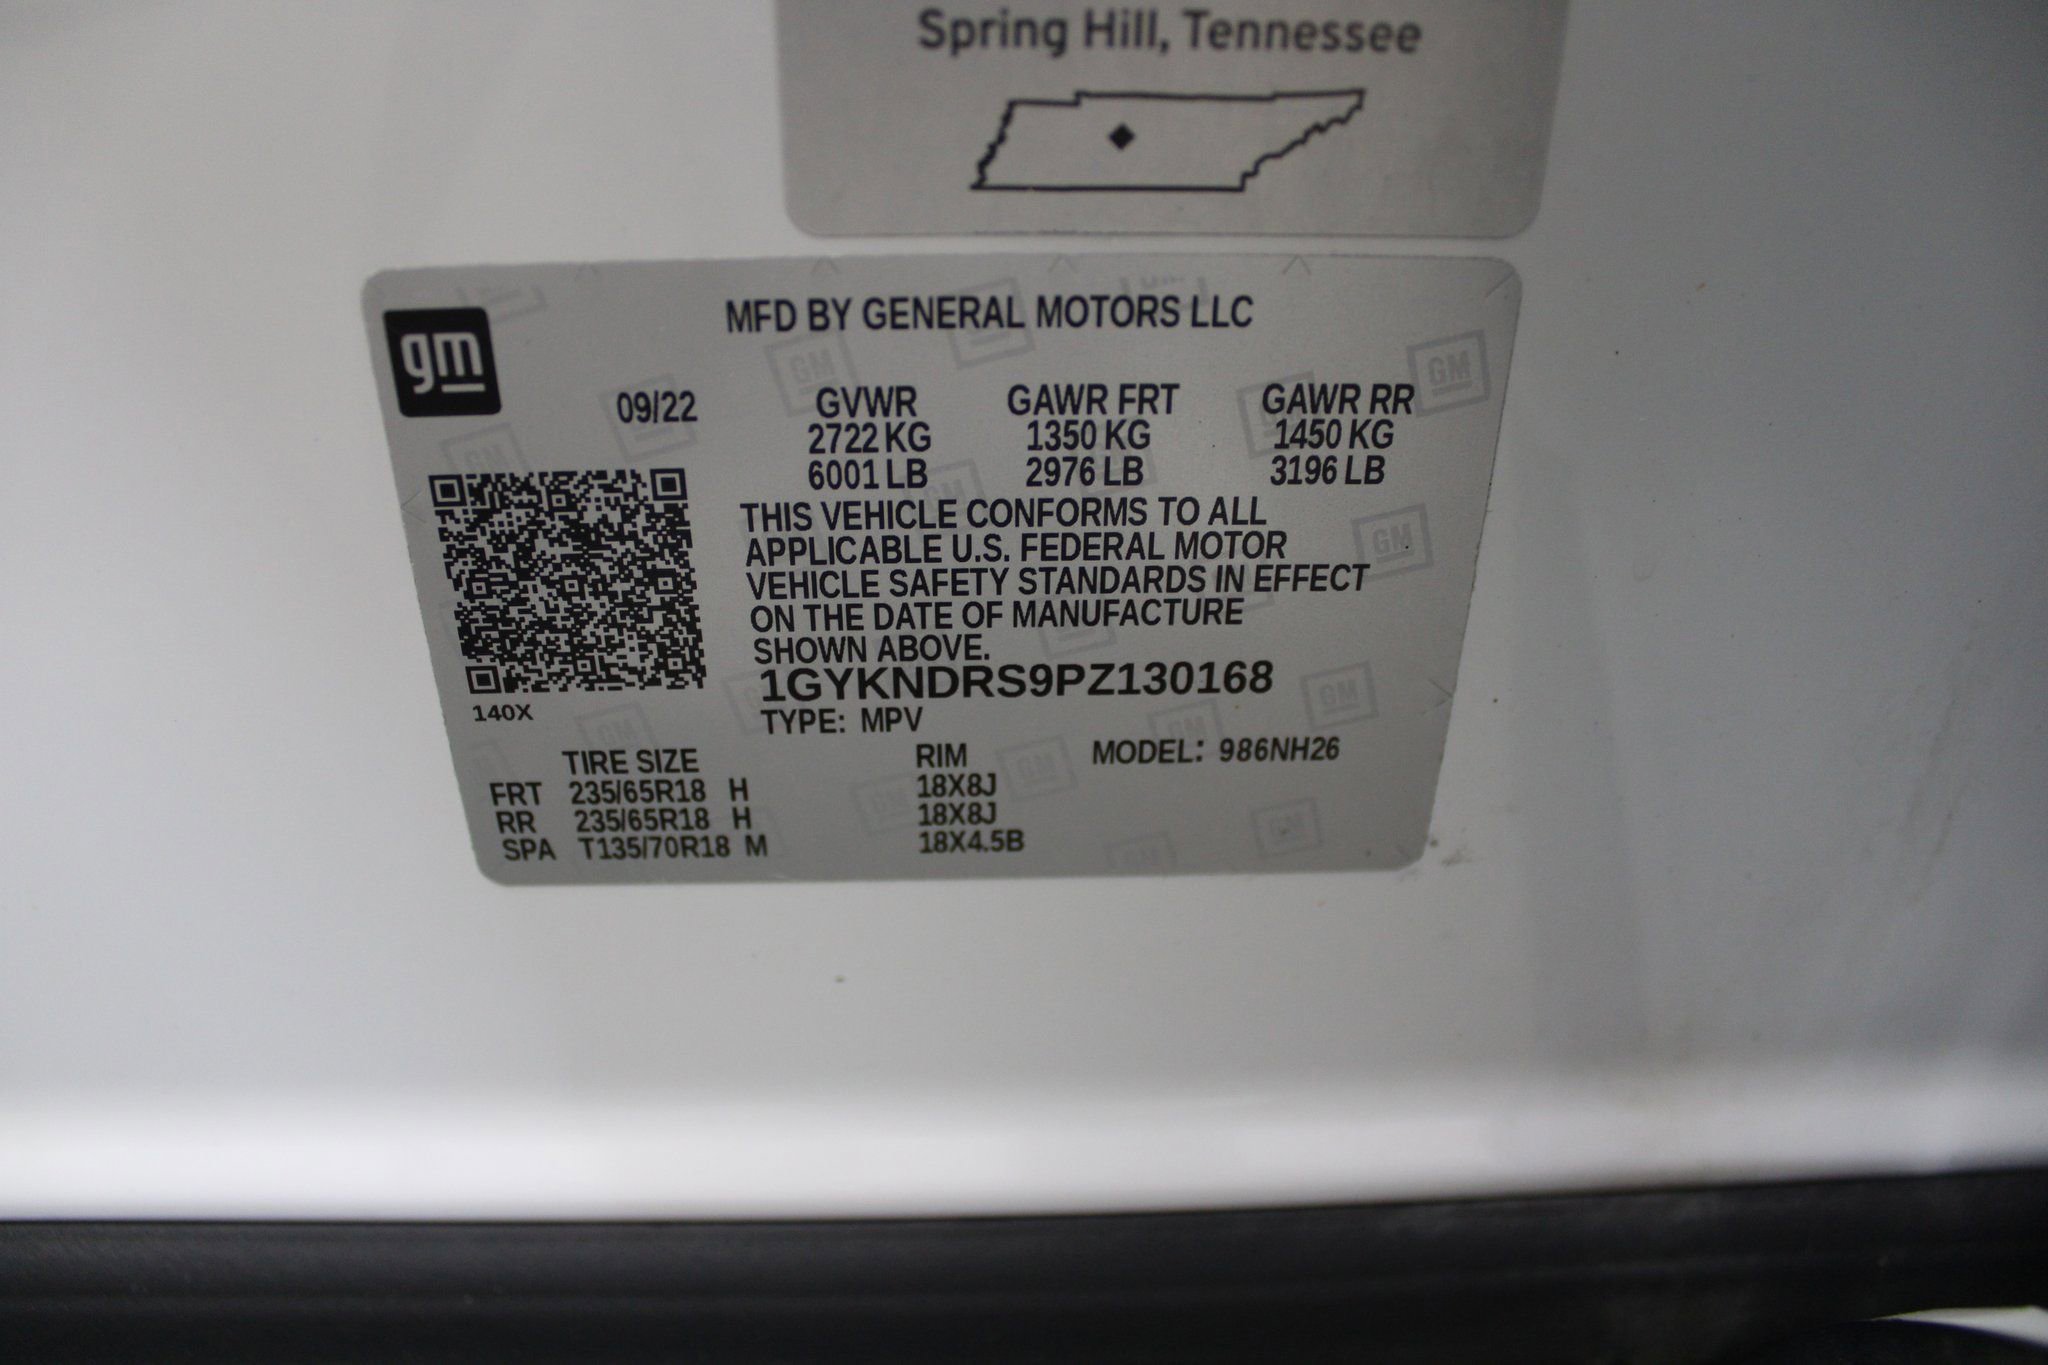 Spring Hill, Tennessee
gm
MFD BY GENERAL MOTORS LLC
09/22 GVWR GAWR FRT GAWR RR
2722 KG 1350 KG 1450 KG
6001 LB 2976 LB 3196 LB
THIS VEHICLE CONFORMS TO ALL
APPLICABLE U.S. FEDERAL MOTOR
VEHICLE SAFETY STANDARDS IN EFFECT
ON THE DATE OF MANUFACTURE
SHOWN ABOVE.
1GYKNDRS9PZ130168
140X
TYPE: MPV
TIRE SIZE RIM MODEL: 986NH26
FRT 235/65R18 H 18X8J
RR 235/65R18 H 18X8J
SPA T135/70R18 M 18X4.5B